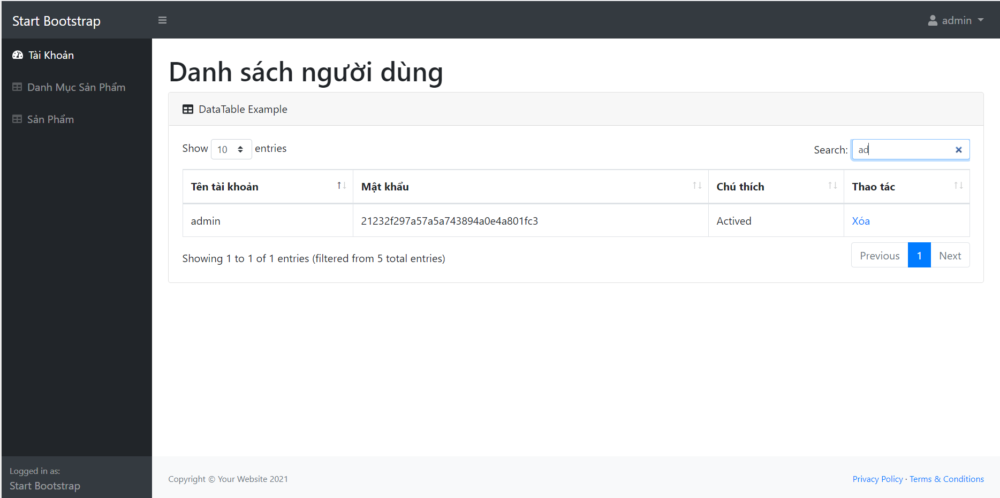 Start Bootstrap
admin
Tài Khoản
Danh Mục Sản Phẩm
Sản Phẩm
Danh sách người dùng
DataTable Example
Show 10 entries
Search: ad
Tên tài khoản Mật khẩu Chú thích Thao tác
admin 21232f297a57a5a743894a0e4a801fc3 Actived Xóa
Showing 1 to 1 of 1 entries (filtered from 5 total entries)
Previous 1 Next
Logged in as:
Start Bootstrap
Copyright © Your Website 2021
Privacy Policy · Terms & Conditions